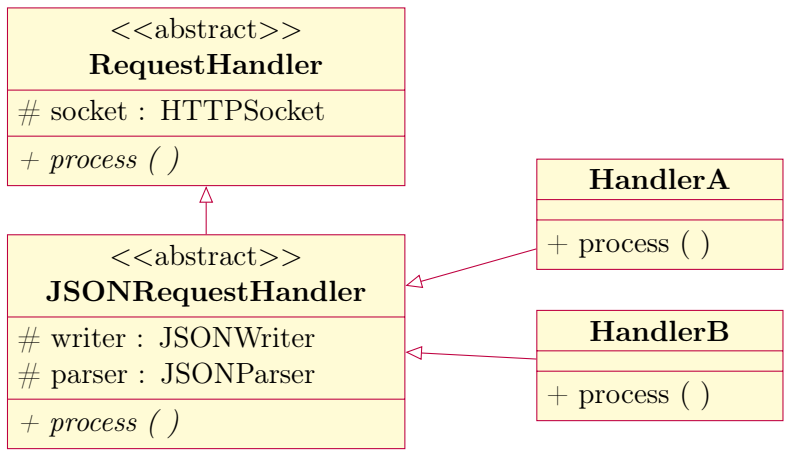 <<abstract>>
RequestHandler
# socket : HTTPSocket
+ process ( )
<<abstract>>
JSONRequestHandler
# writer : JSONWriter
# parser : JSONParser
+ process ( )
HandlerA
+ process ( )
HandlerB
+ process ( )